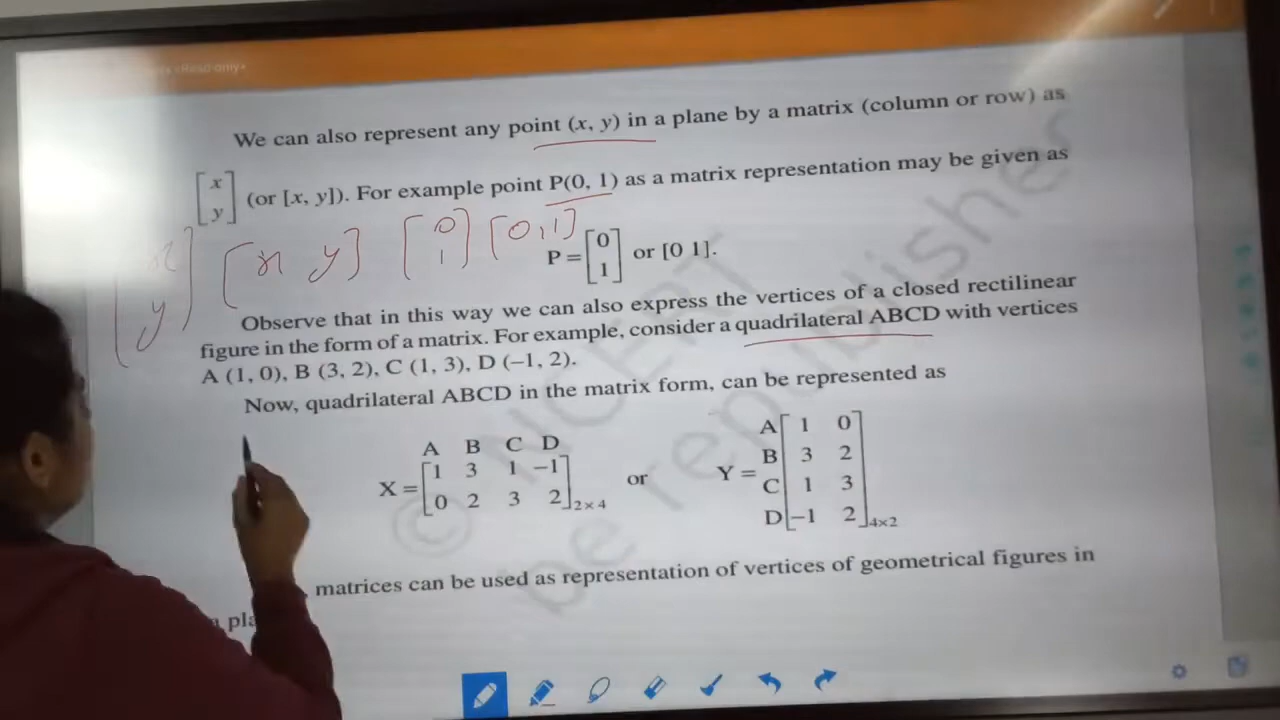 <Read-only>
We can also represent any point (x, y) in a plane by a matrix (column or row) as
[x y] (or [x, y]). For example point P(0, 1) as a matrix representation may be given as
[x y] [x y] [0 1] [0,1]
P = [0 1] or [0 1].
Observe that in this way we can also express the vertices of a closed rectilinear
figure in the form of a matrix. For example, consider a quadrilateral ABCD with vertices
A (1, 0), B (3, 2), C (1, 3), D (–1, 2).
Now, quadrilateral ABCD in the matrix form, can be represented as
A B C D
X = [1 3 1 –1
0 2 3 2]2×4
or
Y =
A [1 0]
B 3 2
C 1 3
D [–1 2]4×2
matrices can be used as representation of vertices of geometrical figures in
© NCERT
be republished